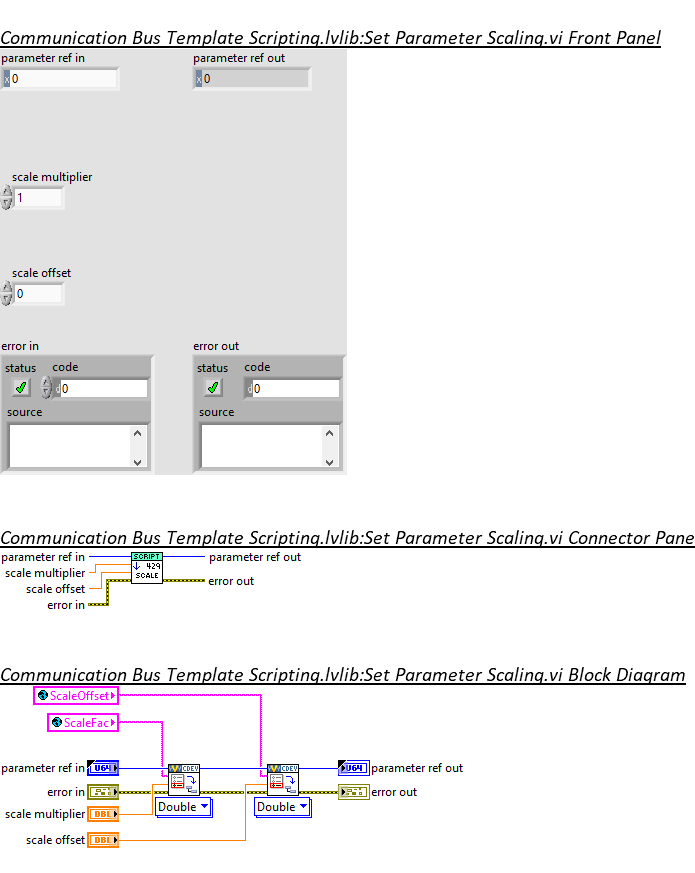 Communication Bus Template Scripting.lvlib:Set Parameter Scaling.vi Front Panel
parameter ref in parameter ref out
x 0 x 0
scale multiplier
1
scale offset
0
error in error out
status code status code
d 0 d 0
source source
Communication Bus Template Scripting.lvlib:Set Parameter Scaling.vi Connector Pane
parameter ref in SCRIPT parameter ref out
scale multiplier 429
scale offset SCALE error out
error in
Communication Bus Template Scripting.lvlib:Set Parameter Scaling.vi Block Diagram
ScaleOffset
ScaleFac
parameter ref in U64 CDEV CDEV U64 parameter ref out
error in error out
scale multiplier DBL Double Double
scale offset DBL